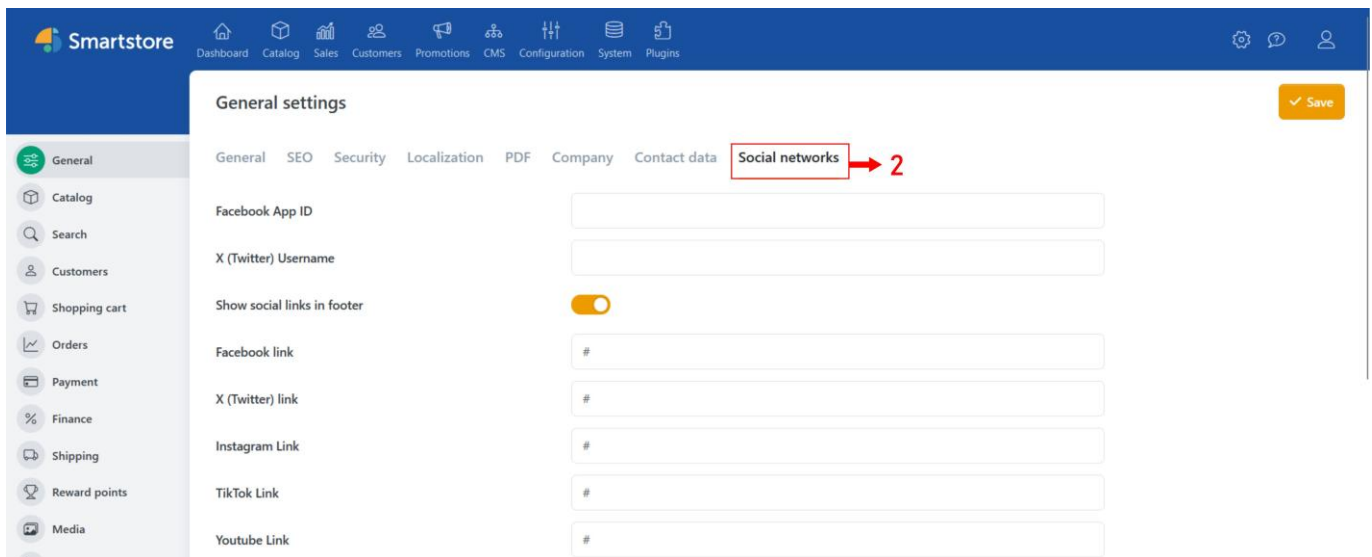 Smartstore
Dashboard Catalog Sales Customers Promotions CMS Configuration System Plugins
General settings
Save
General SEO Security Localization PDF Company Contact data Social networks 2
General
Catalog
Search
Customers
Shopping cart
Orders
Payment
Finance
Shipping
Reward points
Media
Facebook App ID
X (Twitter) Username
Show social links in footer
Facebook link #
X (Twitter) link #
Instagram Link #
TikTok Link #
Youtube Link #